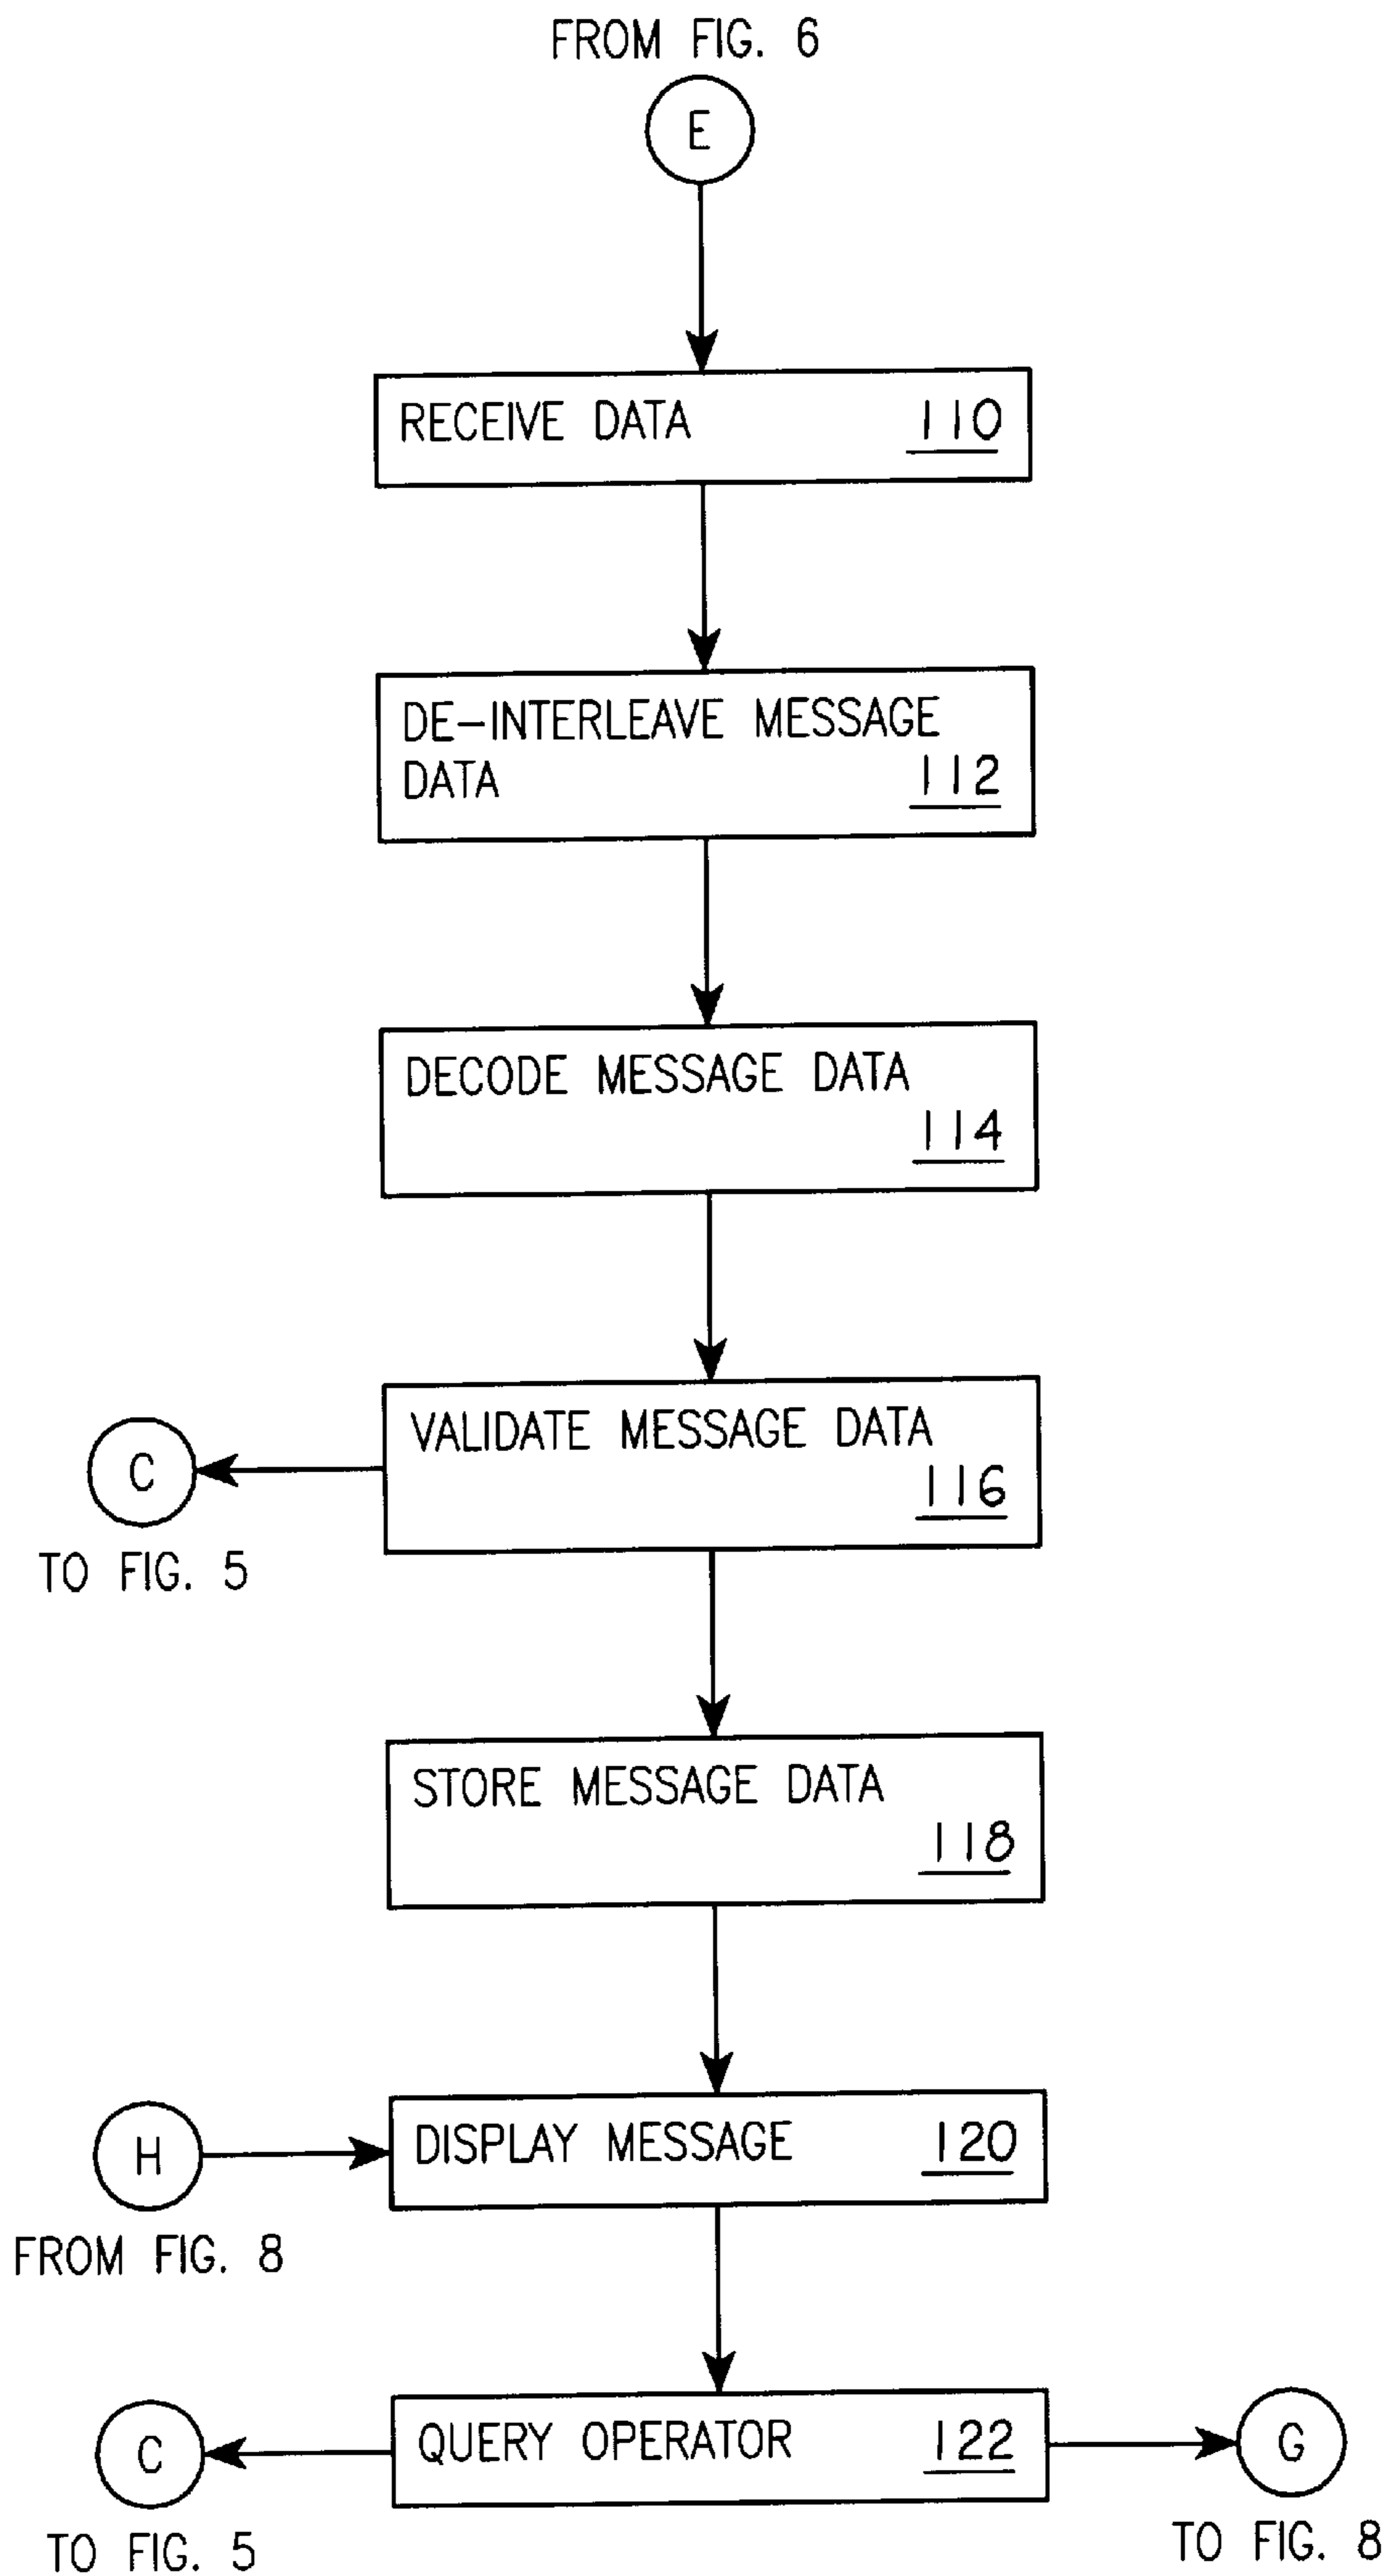 FROM FIG. 6
E
RECEIVE DATA 110
DE-INTERLEAVE MESSAGE
DATA 112
DECODE MESSAGE DATA
114
VALIDATE MESSAGE DATA
C
116
TO FIG. 5
STORE MESSAGE DATA
118
H
DISPLAY MESSAGE 120
FROM FIG. 8
C
QUERY OPERATOR 122
G
TO FIG. 5
TO FIG. 8